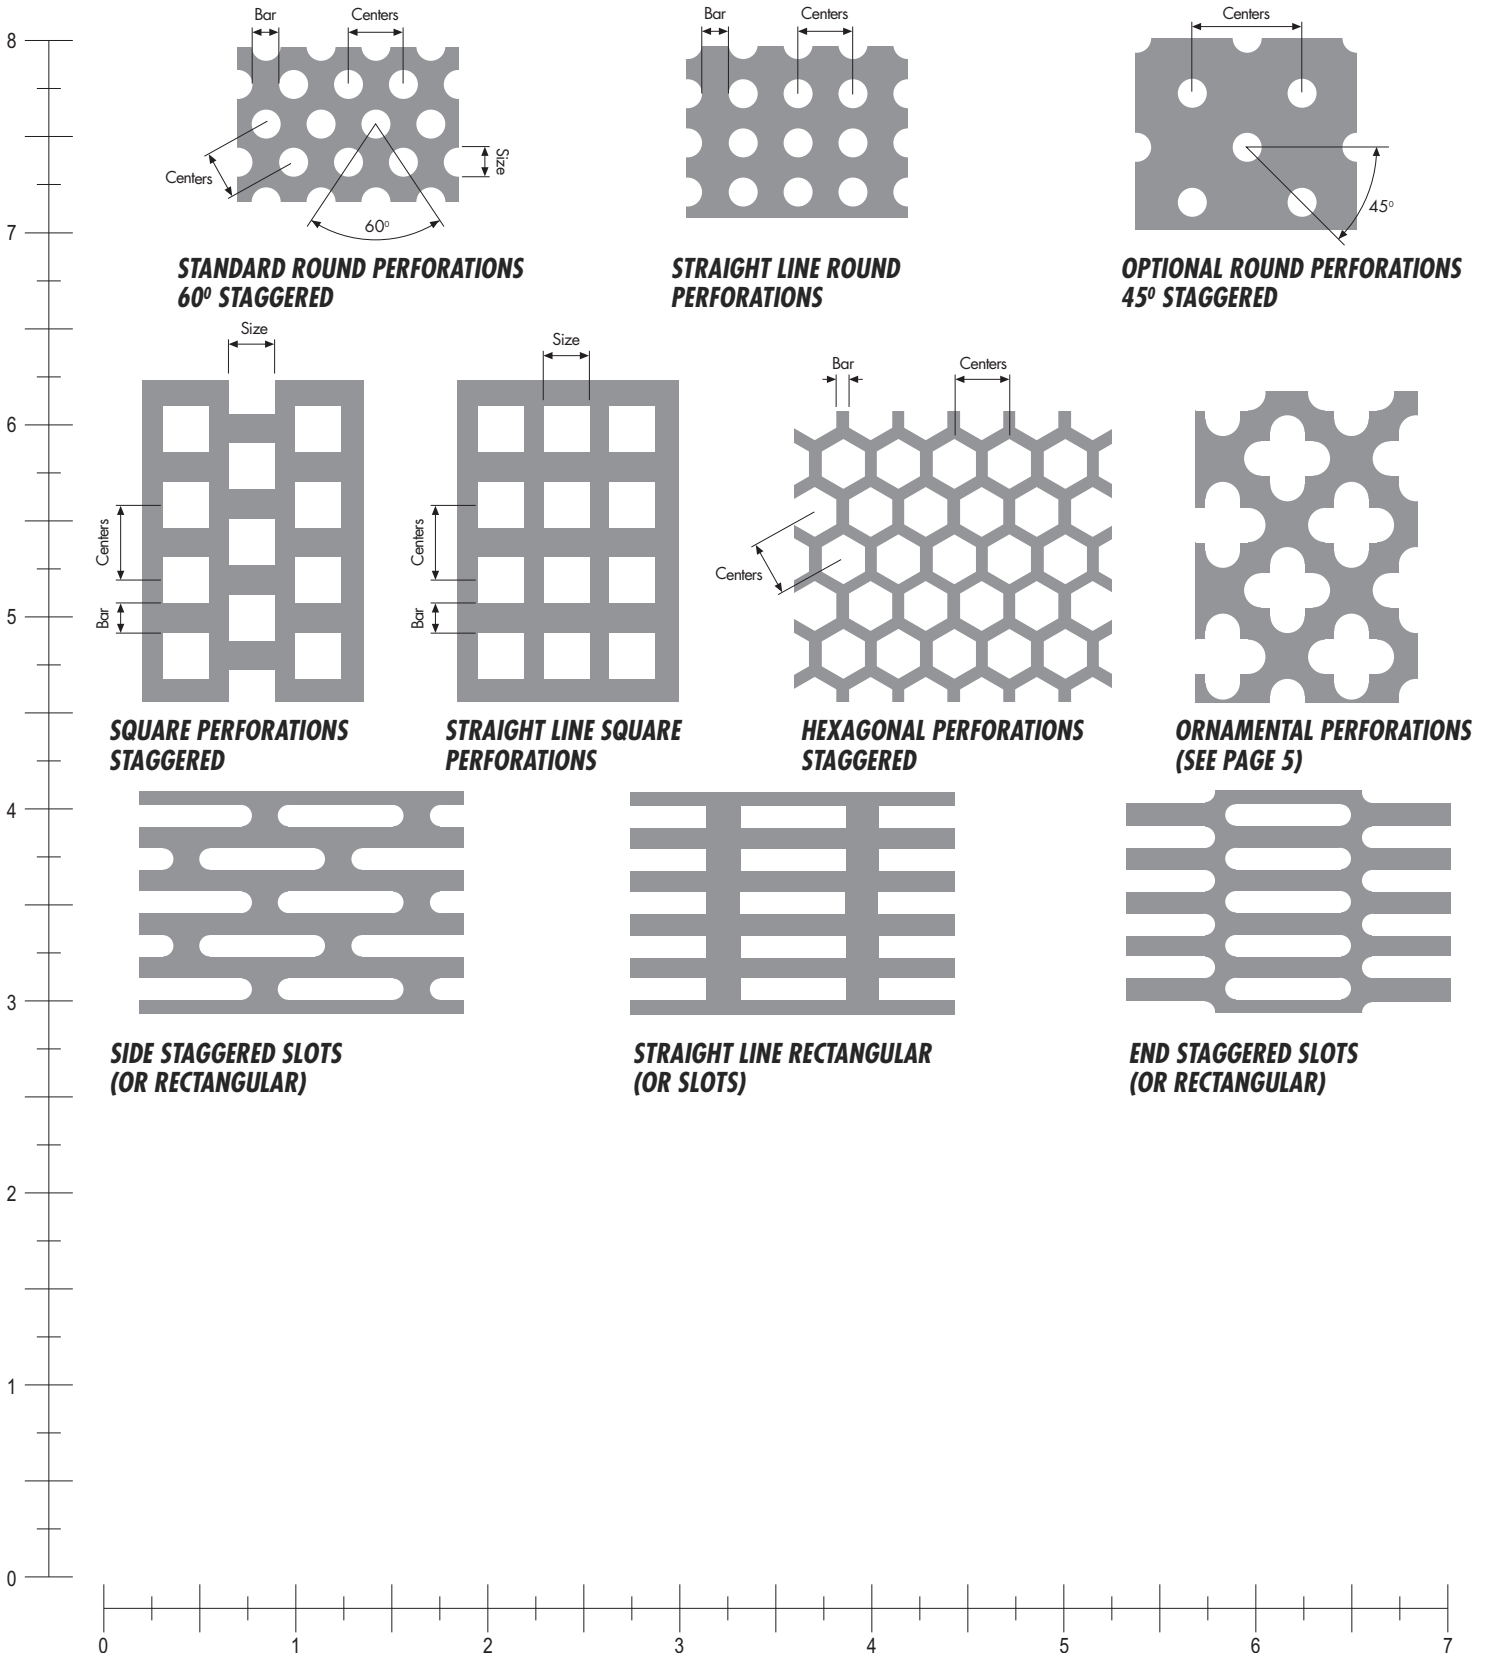 Bar
Centers
Bar
Centers
Centers
8
Size
Centers
60°
45°
7
STANDARD ROUND PERFORATIONS
60° STAGGERED
STRAIGHT LINE ROUND
PERFORATIONS
OPTIONAL ROUND PERFORATIONS
45° STAGGERED
Size
Size
Bar
Centers
6
Centers
Centers
Centers
Bar
Bar
5
SQUARE PERFORATIONS
STAGGERED
STRAIGHT LINE SQUARE
PERFORATIONS
HEXAGONAL PERFORATIONS
STAGGERED
ORNAMENTAL PERFORATIONS
(SEE PAGE 5)
4
3
SIDE STAGGERED SLOTS
(OR RECTANGULAR)
STRAIGHT LINE RECTANGULAR
(OR SLOTS)
END STAGGERED SLOTS
(OR RECTANGULAR)
2
1
0
0 1 2 3 4 5 6 7